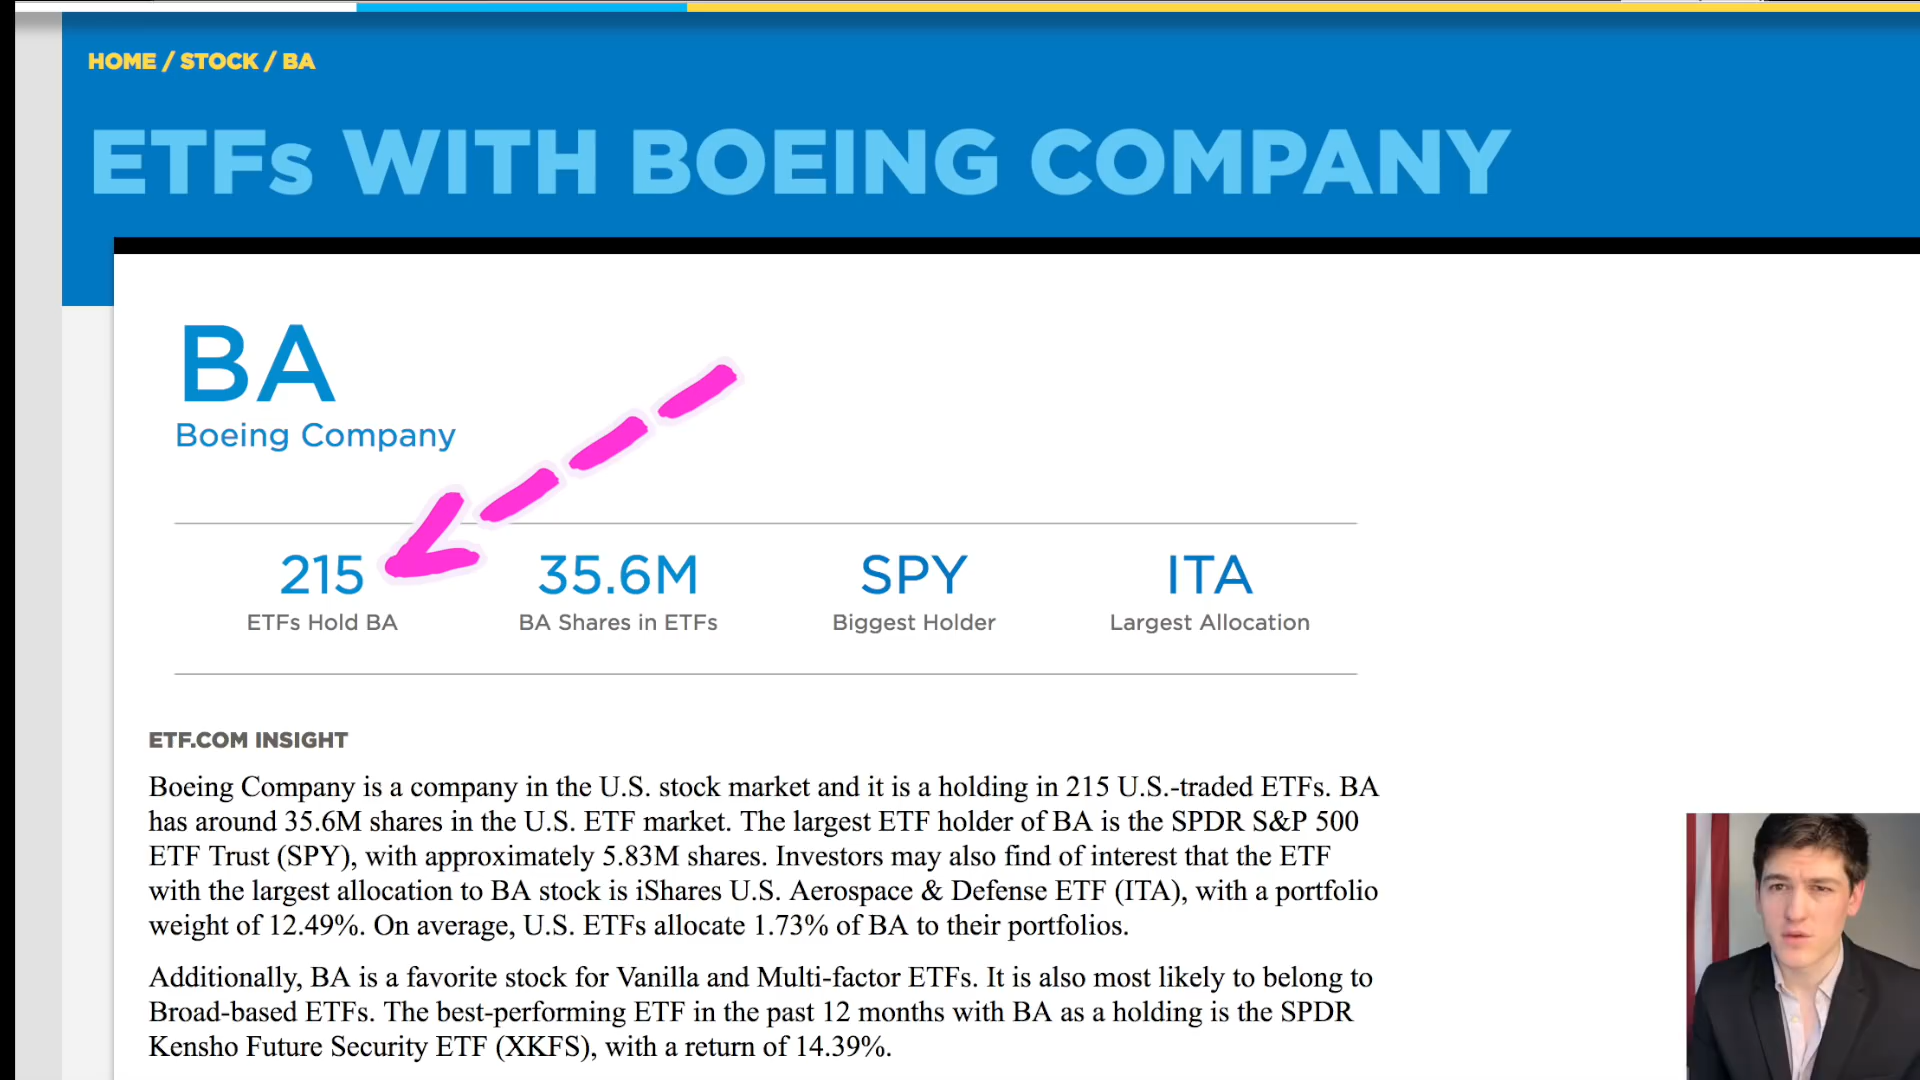 HOME / STOCK / BA
ETFs WITH BOEING COMPANY
BA
Boeing Company
215
ETFs Hold BA
35.6M
BA Shares in ETFs
SPY
Biggest Holder
ITA
Largest Allocation
ETF.COM INSIGHT
Boeing Company is a company in the U.S. stock market and it is a holding in 215 U.S.-traded ETFs. BA
has around 35.6M shares in the U.S. ETF market. The largest ETF holder of BA is the SPDR S&P 500
ETF Trust (SPY), with approximately 5.83M shares. Investors may also find of interest that the ETF
with the largest allocation to BA stock is iShares U.S. Aerospace & Defense ETF (ITA), with a portfolio
weight of 12.49%. On average, U.S. ETFs allocate 1.73% of BA to their portfolios.
Additionally, BA is a favorite stock for Vanilla and Multi-factor ETFs. It is also most likely to belong to
Broad-based ETFs. The best-performing ETF in the past 12 months with BA as a holding is the SPDR
Kensho Future Security ETF (XKFS), with a return of 14.39%.